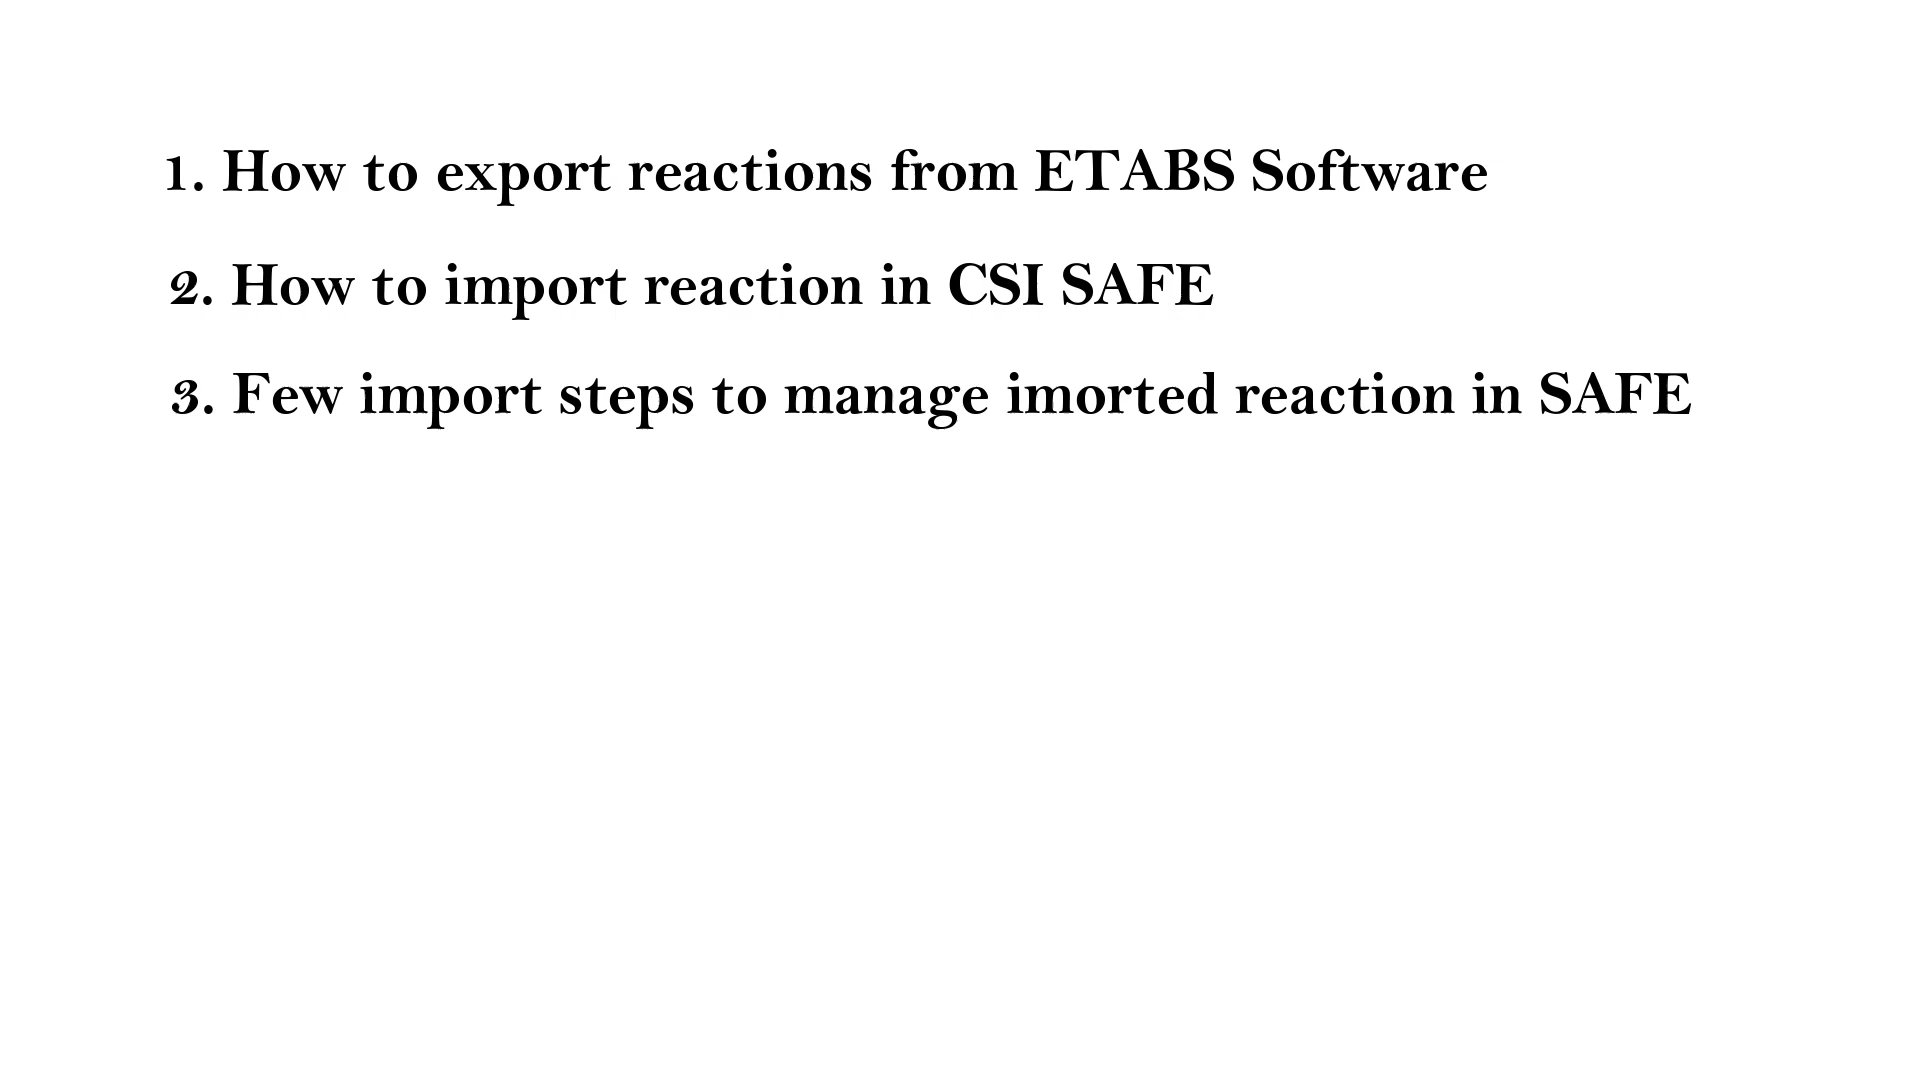 1. How to export reactions from ETABS Software
2. How to import reaction in CSI SAFE
3. Few import steps to manage imorted reaction in SAFE